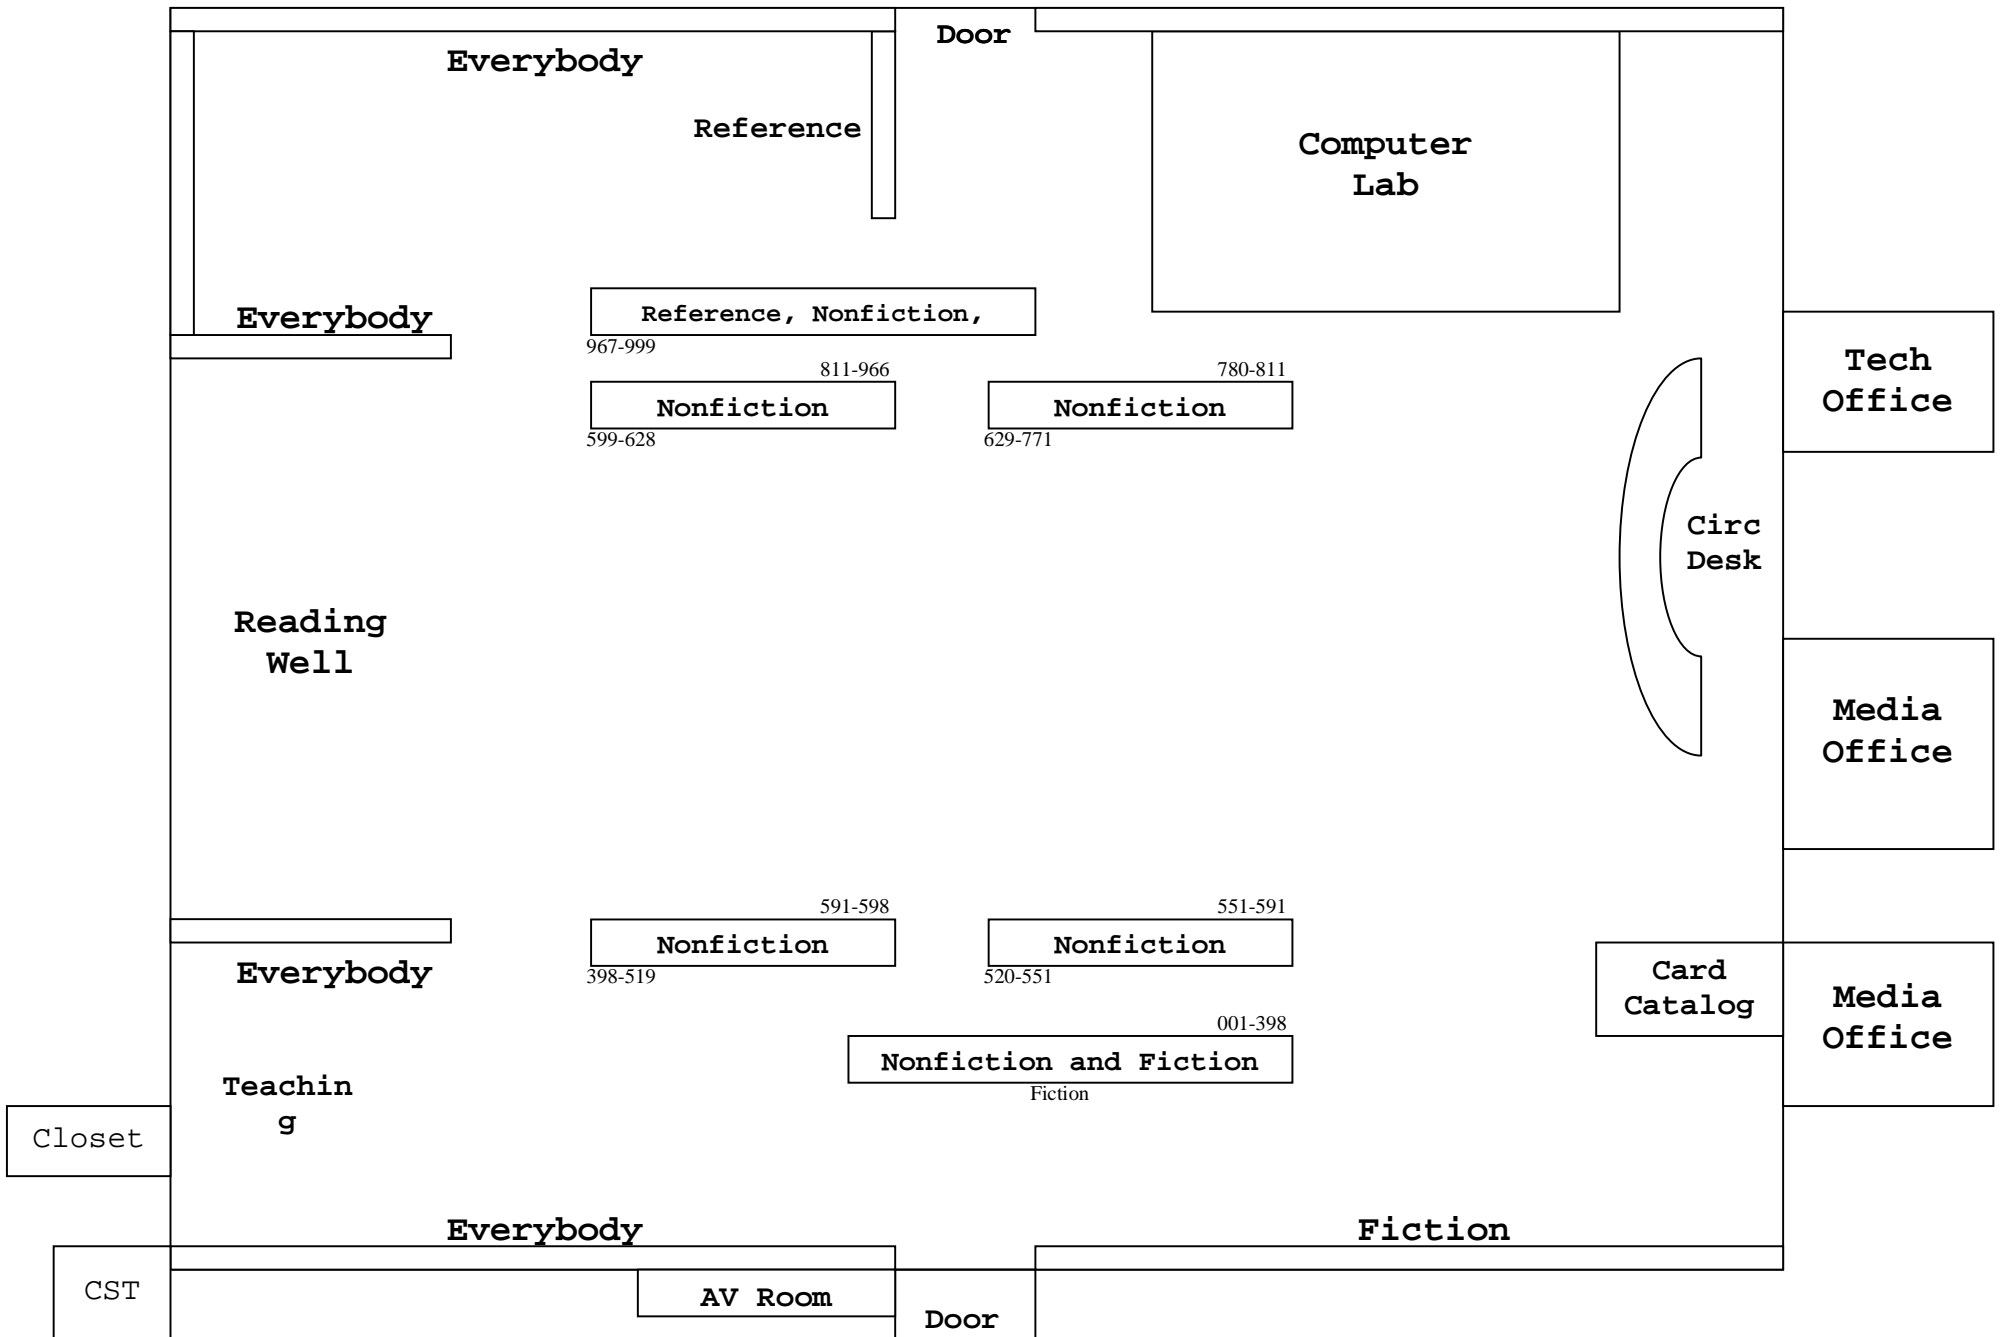 Door
Everybody
Reference
Computer
Lab
Everybody
Reference, Nonfiction,
967-999
811-966
780-811
Nonfiction
Nonfiction
599-628
629-771
Tech
Office
Circ
Desk
Reading
Well
Media
Office
591-598
551-591
Nonfiction
Nonfiction
398-519
520-551
Everybody
Card
Catalog
Media
Office
001-398
Nonfiction and Fiction
Fiction
Teachin
g
Closet
Everybody
Fiction
CST
AV Room
Door